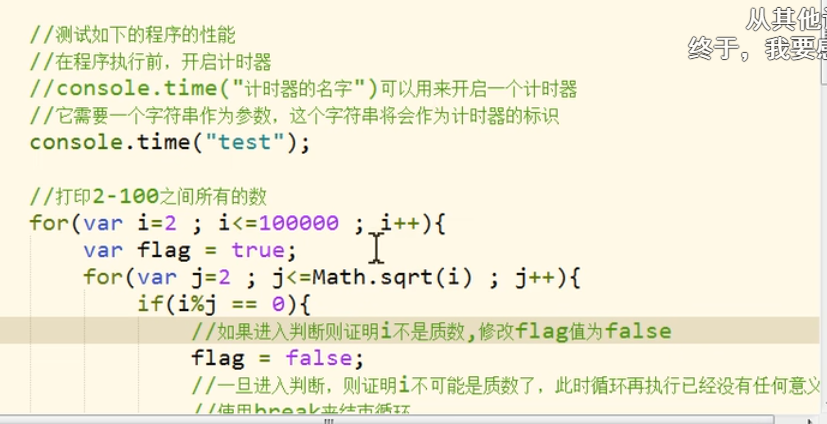 从其他
终于，我要
//测试如下的程序的性能
//在程序执行前，开启计时器
//console.time("计时器的名字")可以用来开启一个计时器
//它需要一个字符串作为参数，这个字符串将会作为计时器的标识
console.time("test");
//打印2-100之间所有的数
for(var i=2 ; i<=100000 ; i++){
var flag = true;
for(var j=2 ; j<=Math.sqrt(i) ; j++){
if(i%j == 0){
//如果进入判断则证明i不是质数,修改flag值为false
flag = false;
//一旦进入判断，则证明i不可能是质数了，此时循环再执行已经没有任何意义
//使用break来结束循环